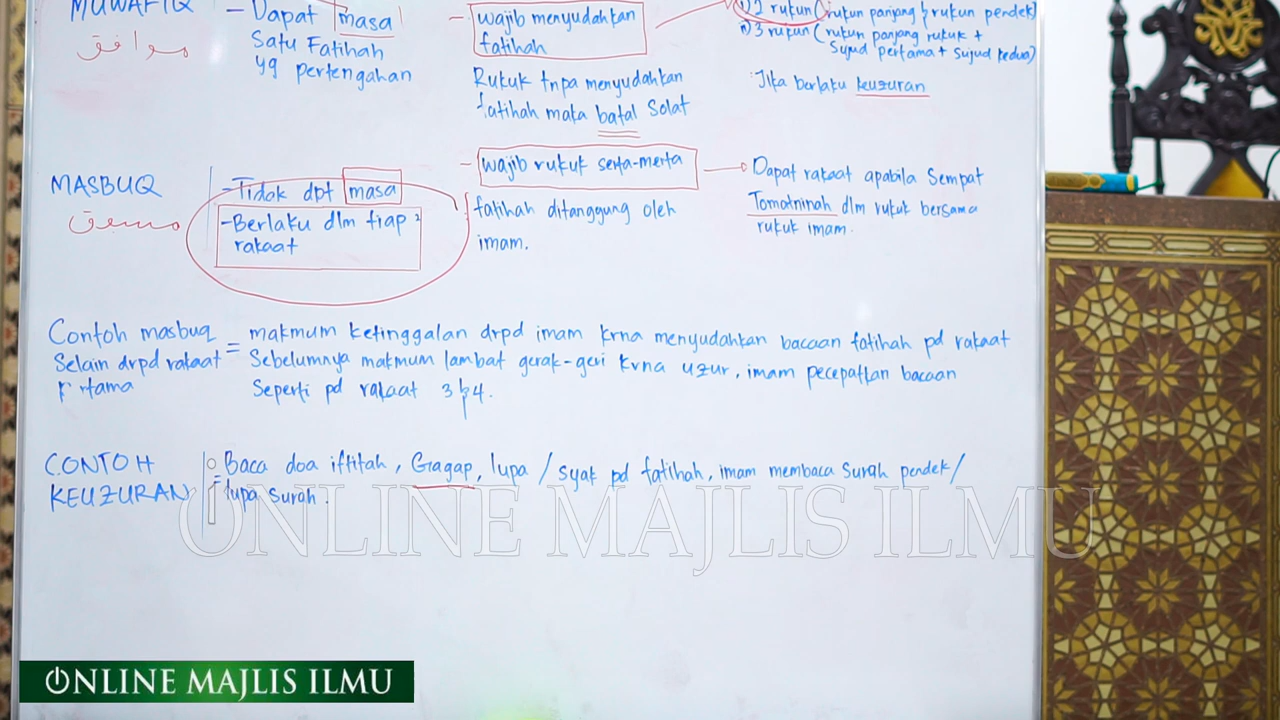 MUWAFIQ
موافق
- Dapat masa
Satu Fatihah
yg pertengahan
- wajib menyudahkan
fatihah
Rukuk tnpa menyudahkan
fatihah maka batal Solat
i) 2 rukun (rukun panjang & rukun pendek)
ii) 3 rukun (rukun panjang rukuk +
Sujud pertama + Sujud kedua)
Jika berlaku keuzuran
MASBUQ
مسبوق
- Tidak dpt masa
- Berlaku dlm tiap²
rakaat
- wajib rukuk serta-merta
fatihah ditanggung oleh
imam.
Dapat rakaat apabila Sempat
Tomakninah dlm rukuk bersama
rukuk imam.
Contoh masbuq
Selain drpd rakaat
Pertama
= makmum ketinggalan drpd imam krna menyudahkan bacaan fatihah pd rakaat
Sebelumnya makmum lambat gerak-geri krna uzur, imam pecepatkan bacaan
Seperti pd rakaat 3 & 4.
CONTOH
KEUZURAN
= Baca doa iftitah, Gagap, lupa / syak pd fatihah, imam membaca Surah pendek /
lupa Surah.
ONLINE MAJLIS ILMU
ONLINE MAJLIS ILMU